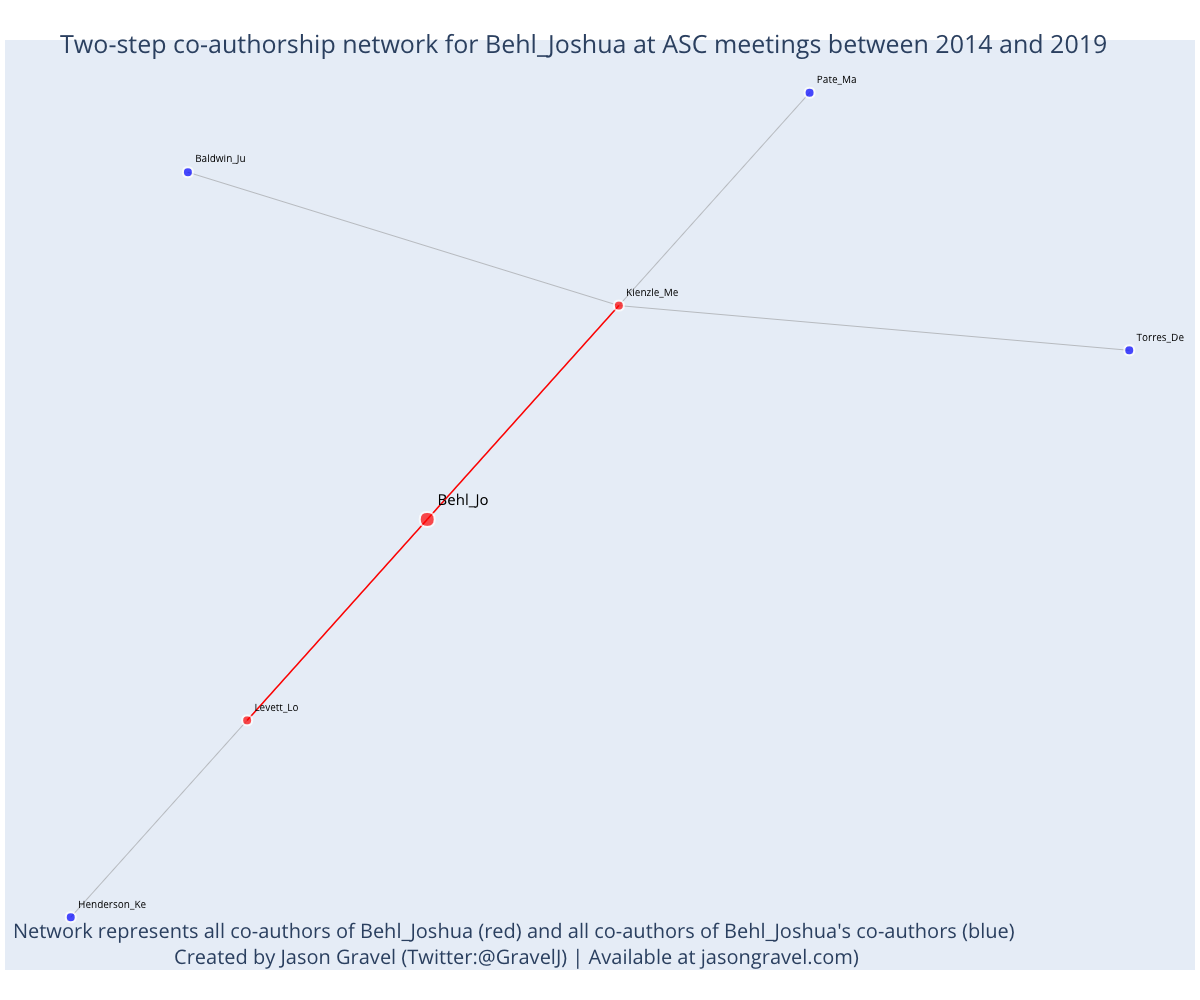 Two-step co-authorship network for Behl_Joshua at ASC meetings between 2014 and 2019
Pate_Ma
Baldwin_Ju
Kienzle_Me
Torres_De
Behl_Jo
Levett_Lo
Henderson_Ke
Network represents all co-authors of Behl_Joshua (red) and all co-authors of Behl_Joshua's co-authors (blue)
Created by Jason Gravel (Twitter:@GravelJ) | Available at jasongravel.com)